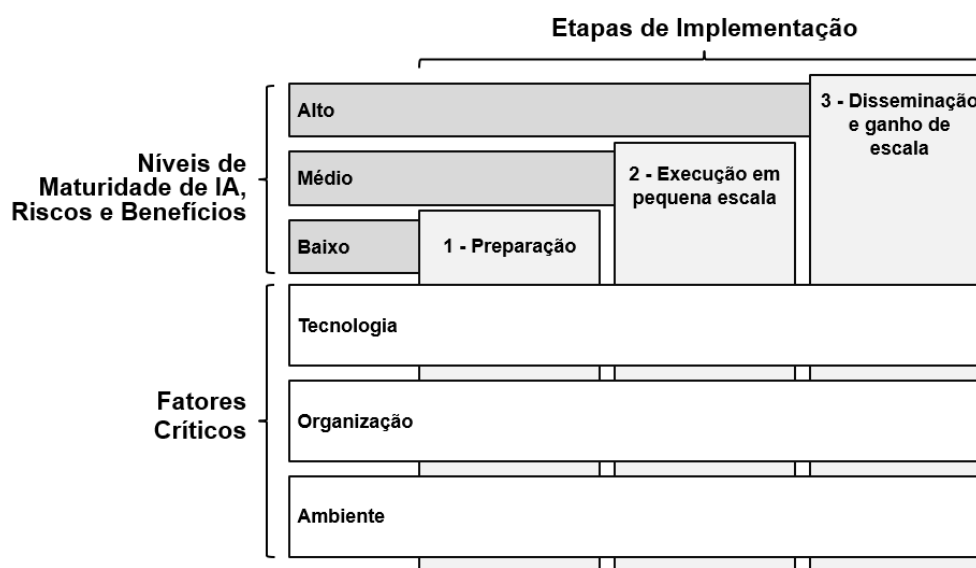 Etapas de Implementação
Alto
3 - Disseminação
e ganho de
escala
Níveis de
Maturidade de IA,
Riscos e Benefícios
Médio
2 - Execução em
pequena escala
Baixo
1 - Preparação
Tecnologia
Fatores
Críticos
Organização
Ambiente